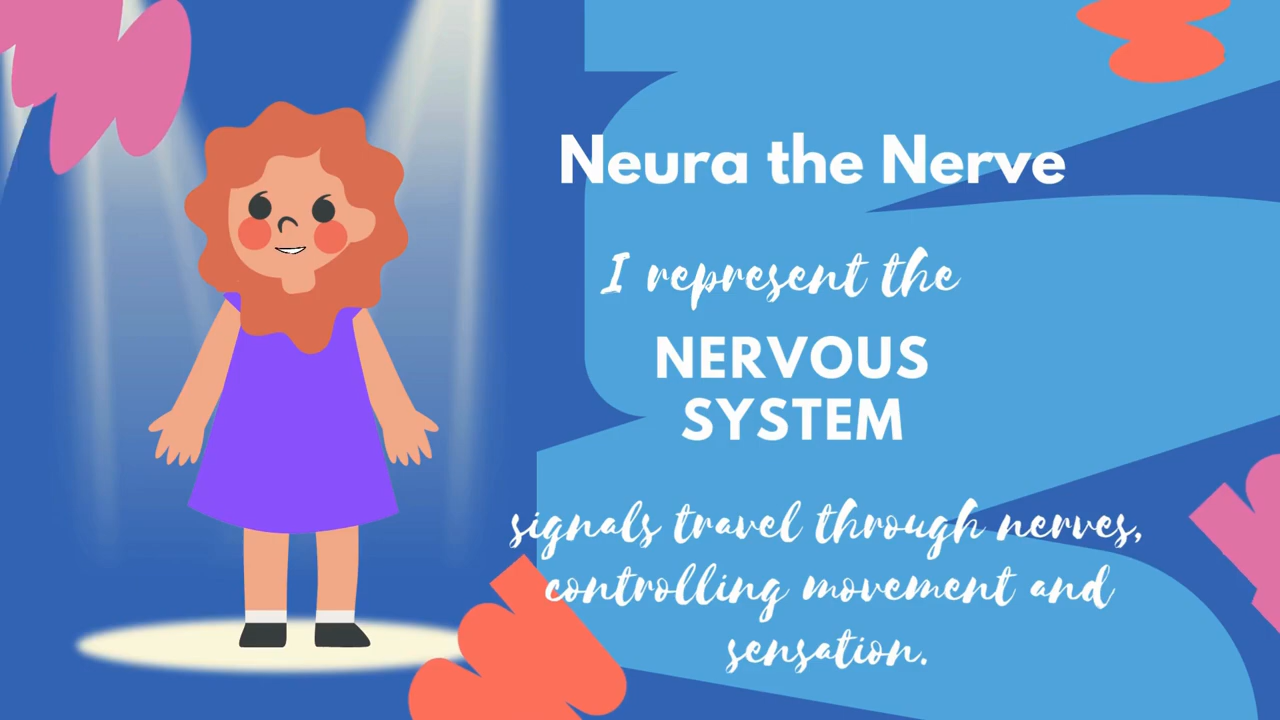 Neura the Nerve
I represent the
NERVOUS
SYSTEM
signals travel through nerves,
controlling movement and
sensation.